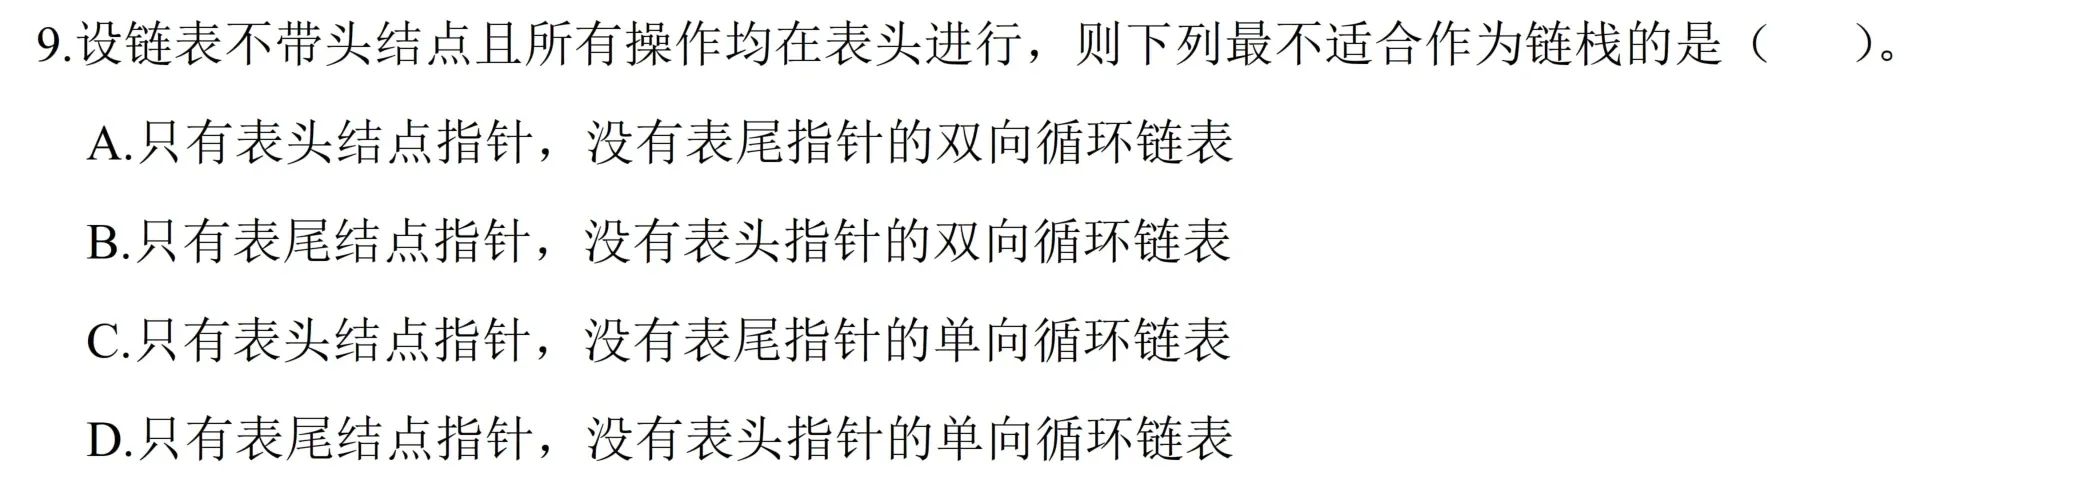 9.设链表不带头结点且所有操作均在表头进行，则下列最不适合作为链栈的是（　　）。
A.只有表头结点指针，没有表尾指针的双向循环链表
B.只有表尾结点指针，没有表头指针的双向循环链表
C.只有表头结点指针，没有表尾指针的单向循环链表
D.只有表尾结点指针，没有表头指针的单向循环链表